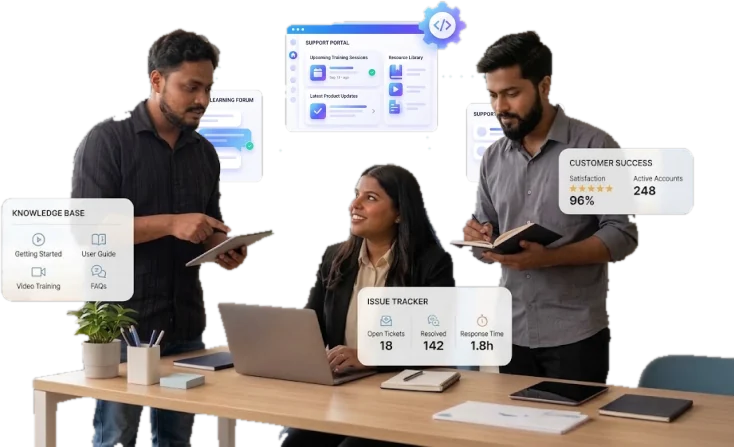 SUPPORT PORTAL
Upcoming Training Sessions
Resource Library
Latest Product Updates
LEARNING FORUM
SUPPORT
CUSTOMER SUCCESS
Satisfaction
96%
Active Accounts
248
KNOWLEDGE BASE
Getting Started
User Guide
Video Training
FAQs
ISSUE TRACKER
Open Tickets
18
Resolved
142
Response Time
1.8h